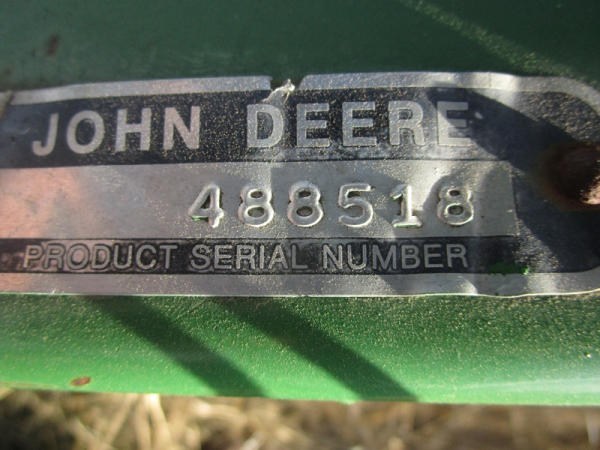 JOHN DEERE
488518
PRODUCT SERIAL NUMBER